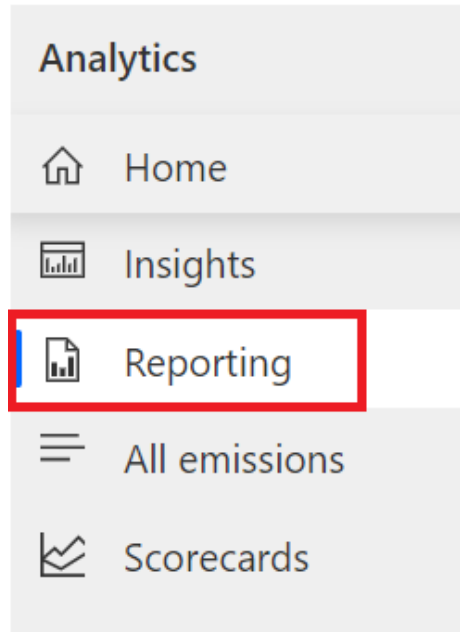 Analytics
Home
Insights
Reporting
All emissions
Scorecards